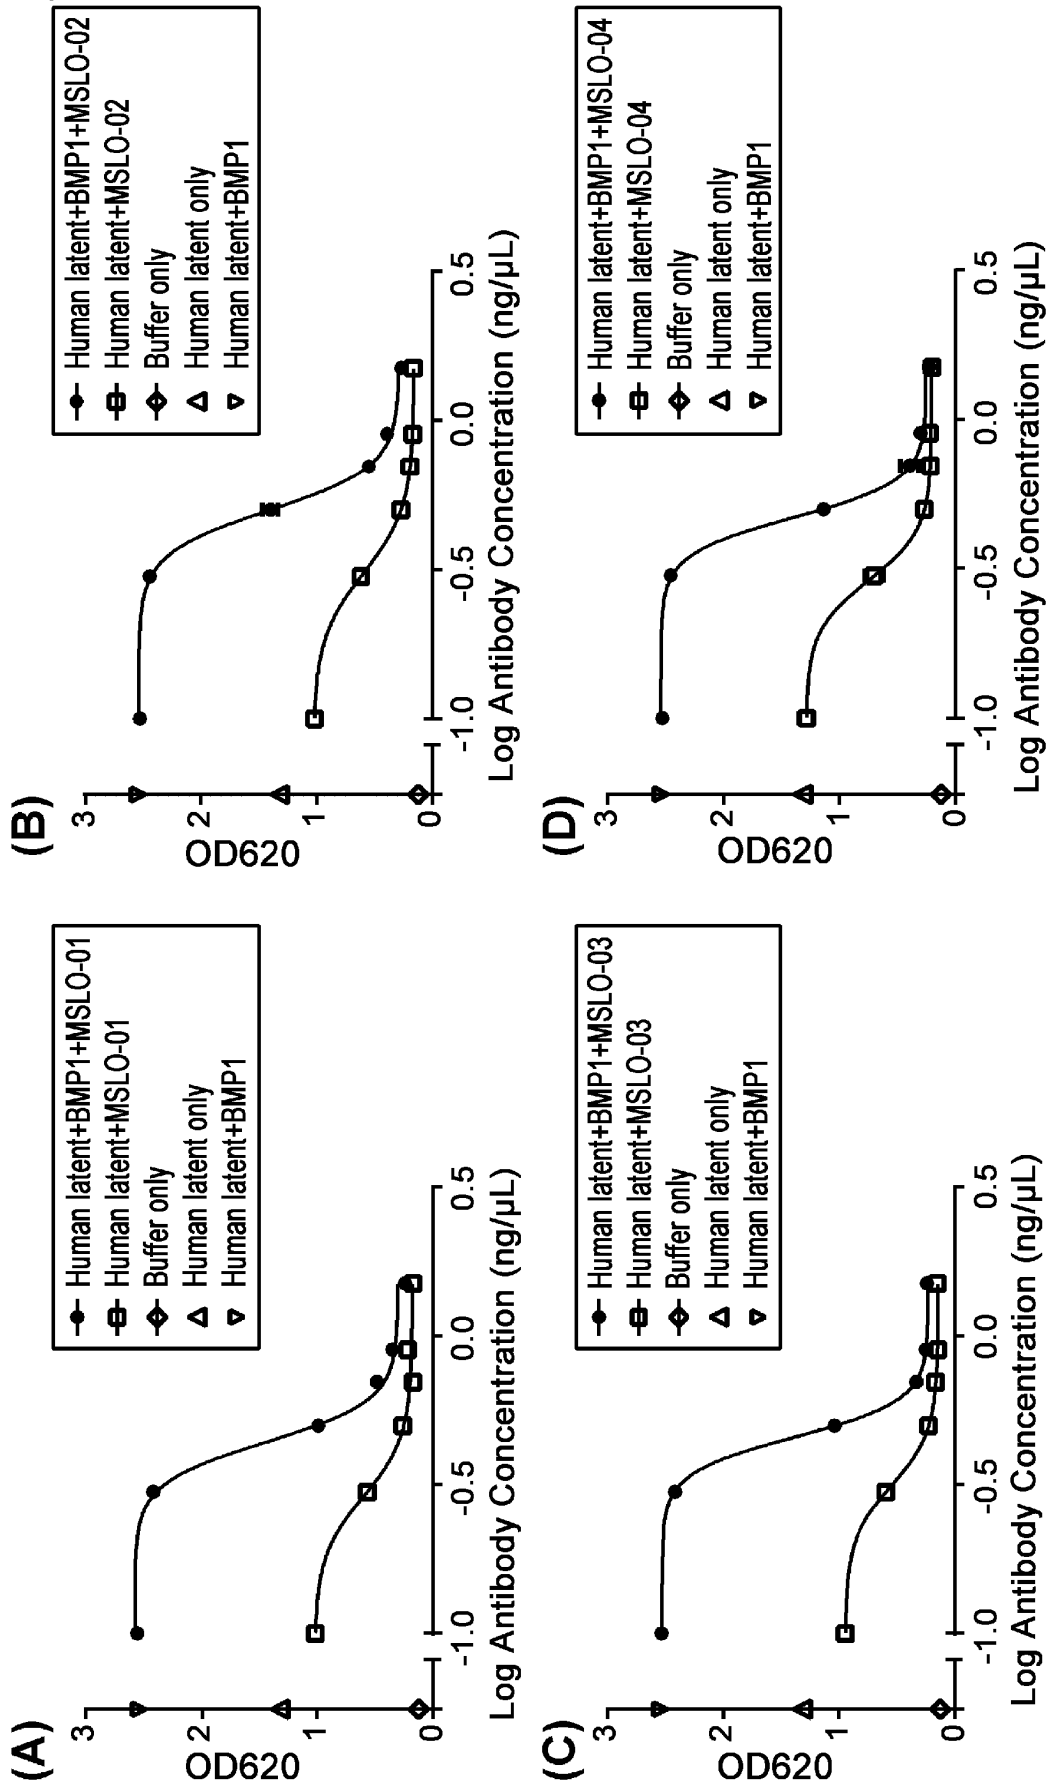 (A)
3
2
1
0
OD620
-1.0
-0.5
0.0
0.5
Log Antibody Concentration (ng/µL)
Human latent+BMP1+MSLO-01
Human latent+MSLO-01
Buffer only
Human latent only
Human latent+BMP1
(B)
3
2
1
0
OD620
-1.0
-0.5
0.0
0.5
Log Antibody Concentration (ng/µL)
Human latent+BMP1+MSLO-02
Human latent+MSLO-02
Buffer only
Human latent only
Human latent+BMP1
(C)
3
2
1
0
OD620
-1.0
-0.5
0.0
0.5
Log Antibody Concentration (ng/µL)
Human latent+BMP1+MSLO-03
Human latent+MSLO-03
Buffer only
Human latent only
Human latent+BMP1
(D)
3
2
1
0
OD620
-1.0
-0.5
0.0
0.5
Log Antibody Concentration (ng/µL)
Human latent+BMP1+MSLO-04
Human latent+MSLO-04
Buffer only
Human latent only
Human latent+BMP1